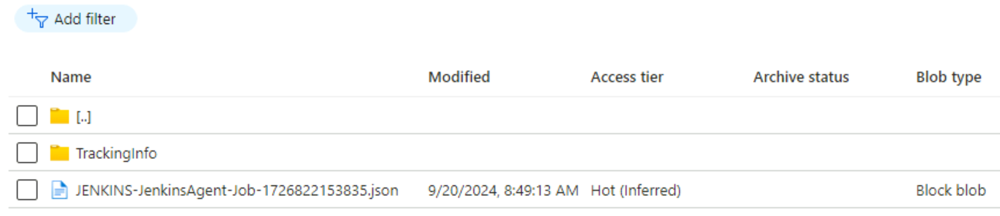 Add filter
Name Modified Access tier Archive status Blob type
[..]
TrackingInfo
JENKINS-JenkinsAgent-Job-1726822153835.json 9/20/2024, 8:49:13 AM Hot (Inferred) Block blob